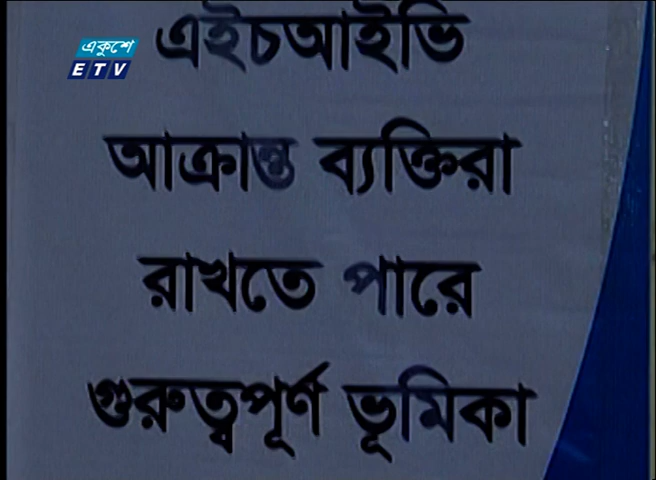 একুশে
ETV
এইচআইভি
আক্রান্ত ব্যক্তিরা
রাখতে পারে
গুরুত্বপূর্ণ ভূমিকা